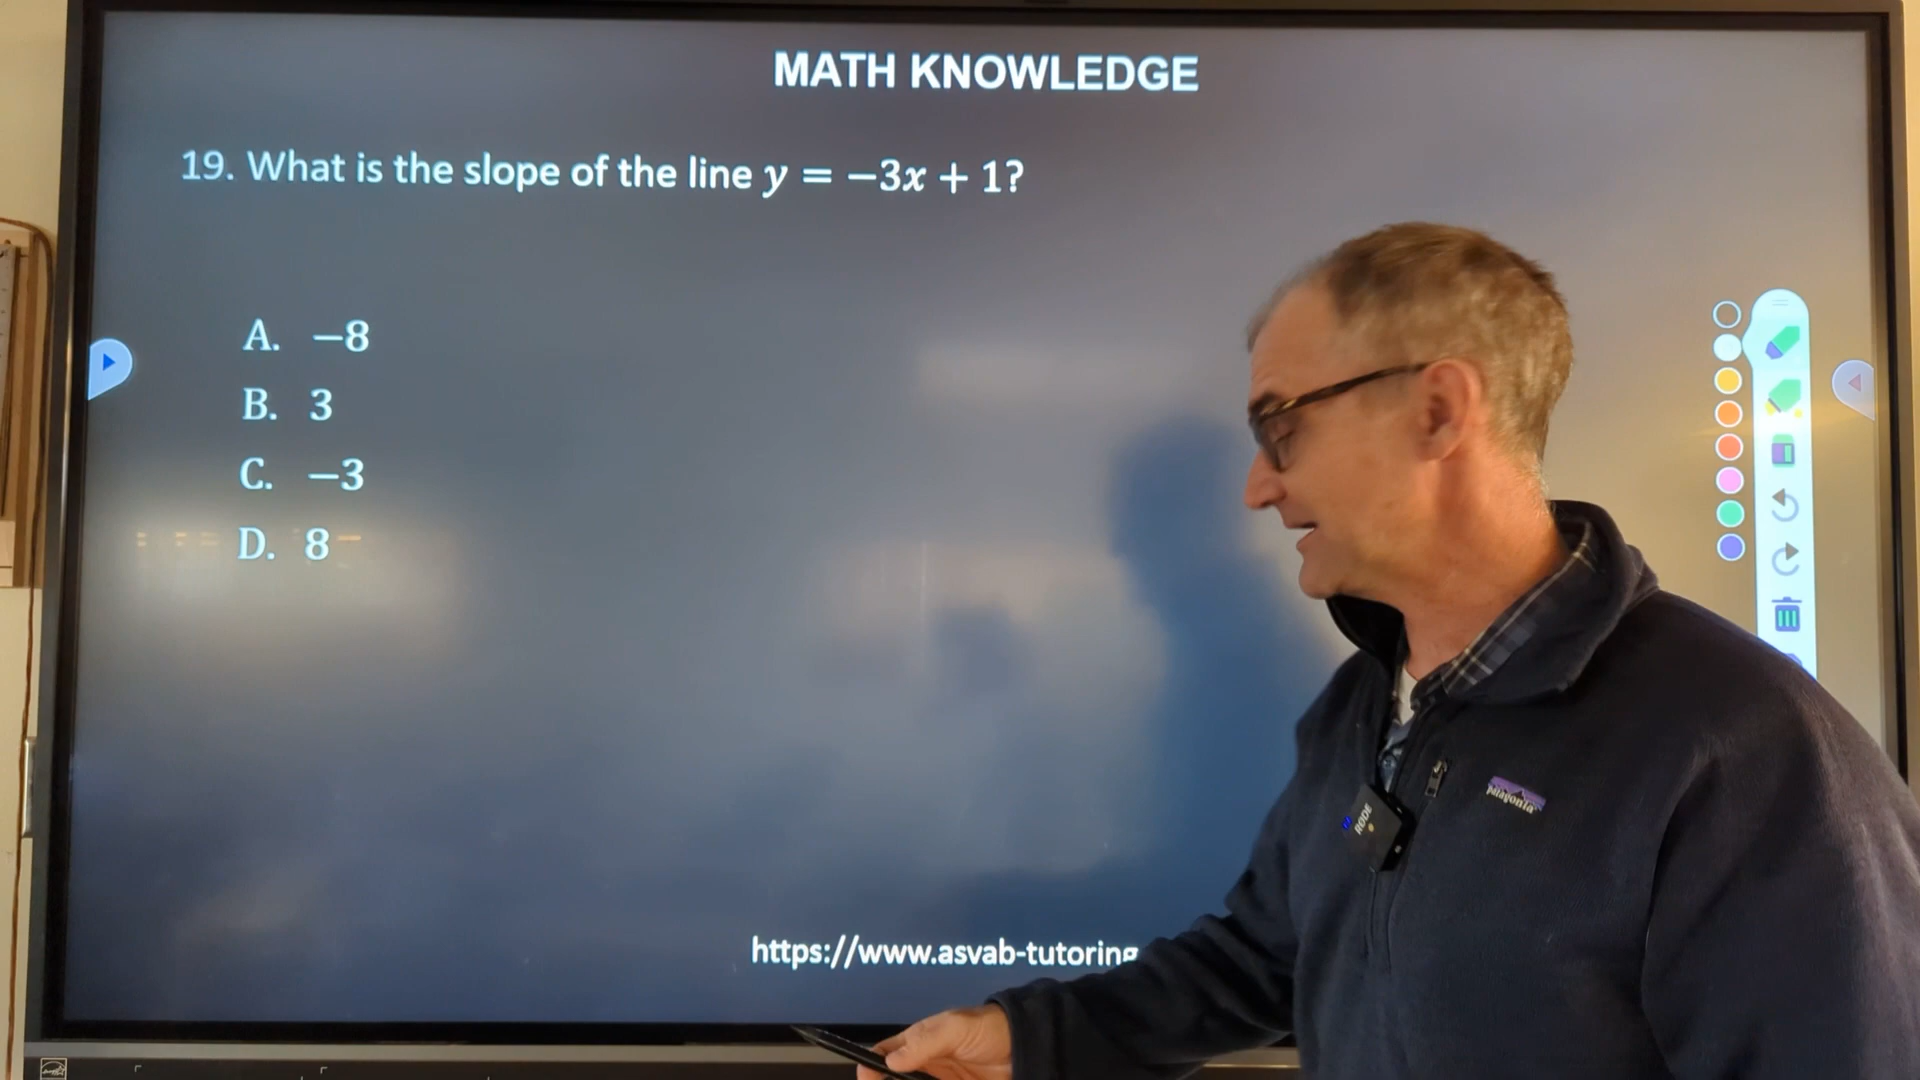 MATH KNOWLEDGE
19. What is the slope of the line y = −3x + 1?
A. −8
B. 3
C. −3
D. 8
https://www.asvab-tutoring
patagonia
RØDE